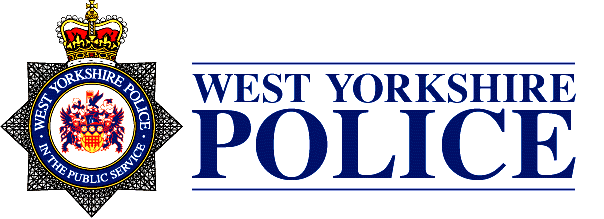 WEST YORKSHIRE POLICE
IN THE PUBLIC SERVICE
WEST YORKSHIRE
POLICE